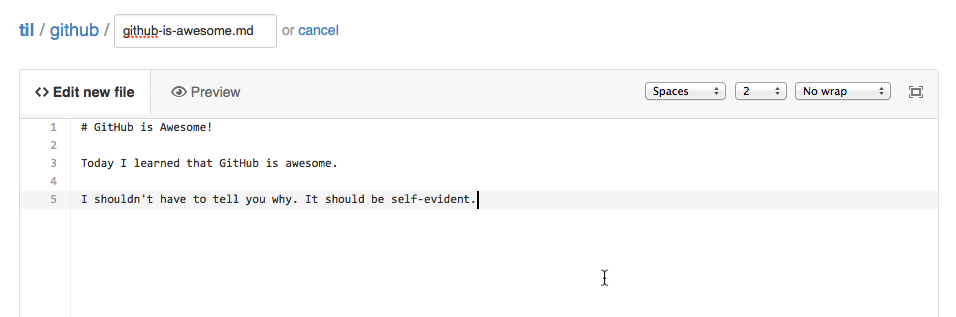 til / github / github-is-awesome.md or cancel
<> Edit new file Preview Spaces 2 No wrap
1 # GitHub is Awesome!
2
3 Today I learned that GitHub is awesome.
4
5 I shouldn't have to tell you why. It should be self-evident.